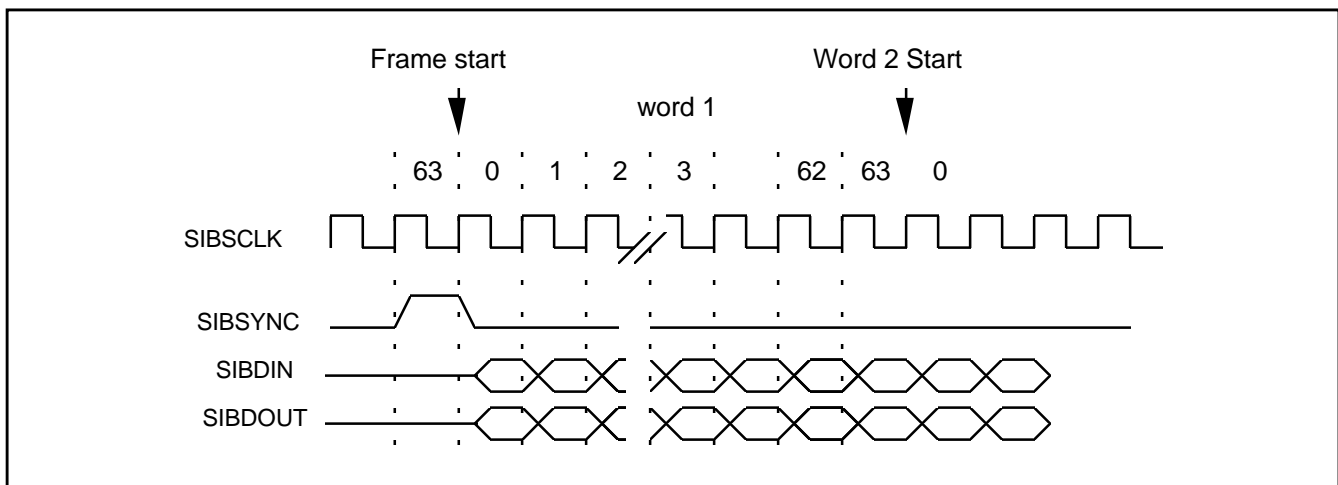 Frame start Word 2 Start
word 1
63 0 1 2 3 62 63 0
SIBSCLK
SIBSYNC
SIBDIN
SIBDOUT